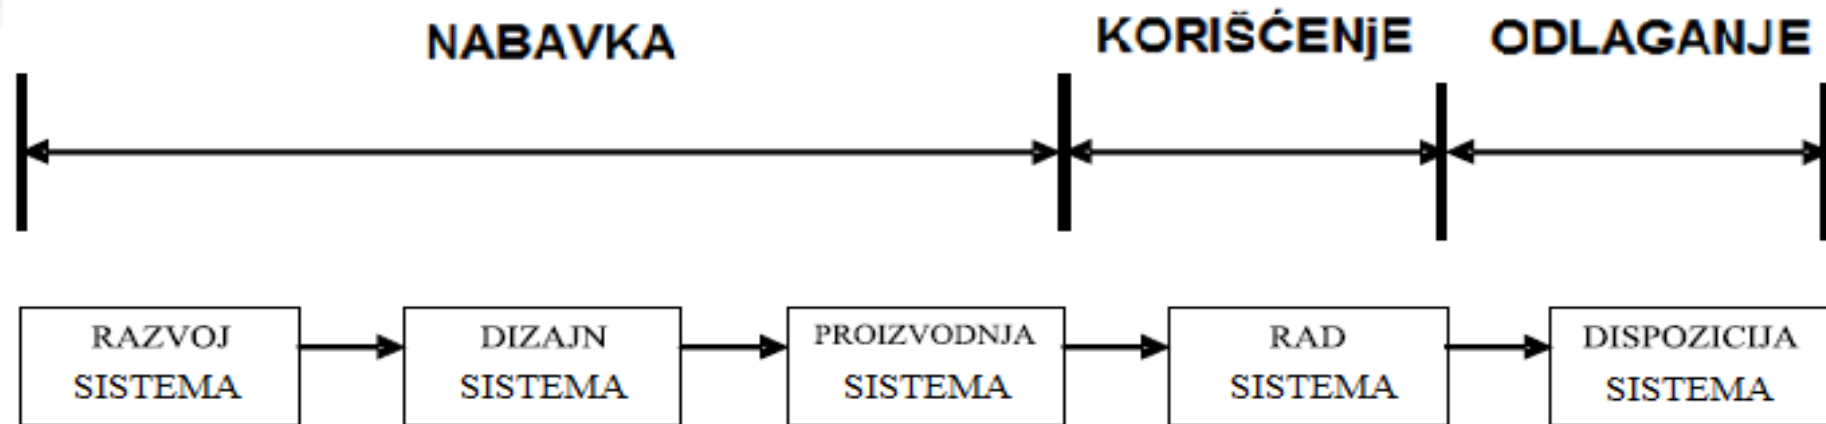 NABAVKA
KORIŠĆENjE
ODLAGANJE
RAZVOJ
SISTEMA
DIZAJN
SISTEMA
PROIZVODNJA
SISTEMA
RAD
SISTEMA
DISPOZICIJA
SISTEMA